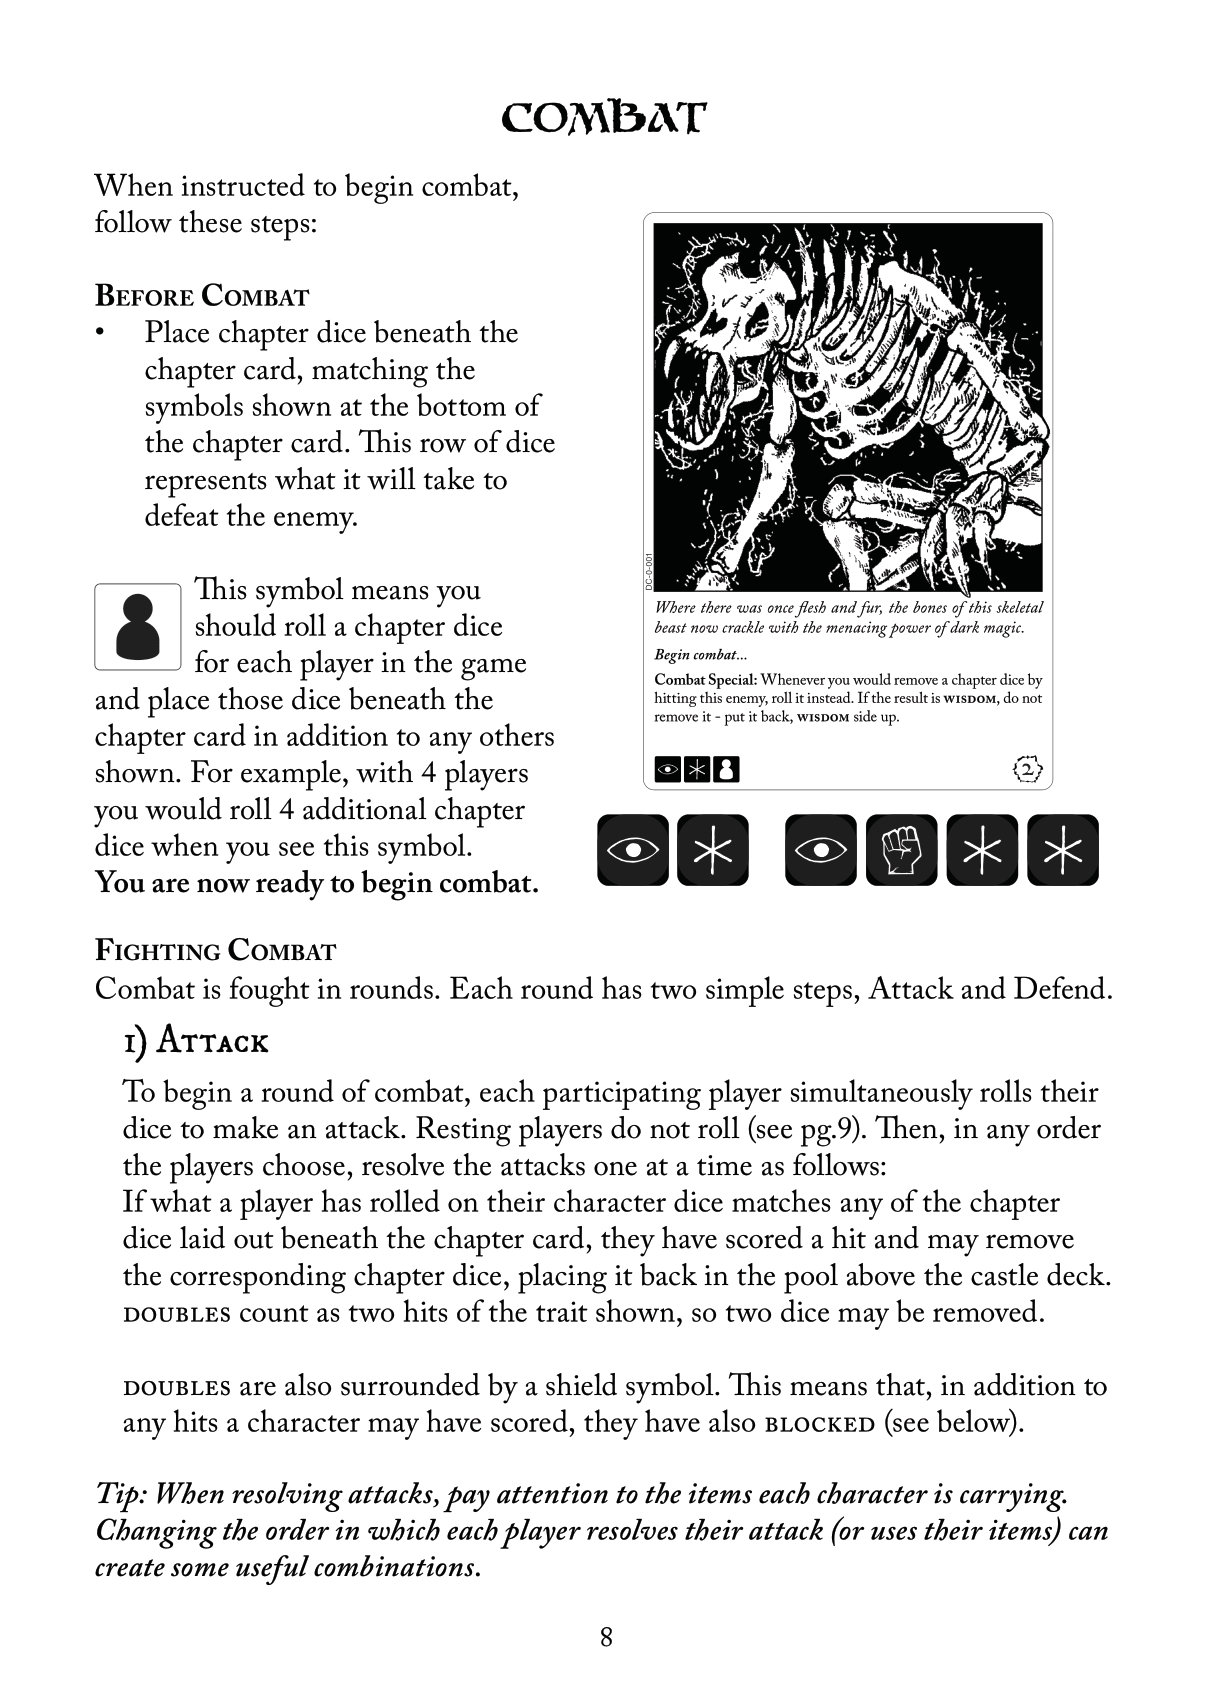 COMBAT
When instructed to begin combat,
follow these steps:
Before Combat
• Place chapter dice beneath the
chapter card, matching the
symbols shown at the bottom of
the chapter card. This row of dice
represents what it will take to
defeat the enemy.
This symbol means you
should roll a chapter dice
for each player in the game
and place those dice beneath the
chapter card in addition to any others
shown. For example, with 4 players
you would roll 4 additional chapter
dice when you see this symbol.
You are now ready to begin combat.
DC-0-001
Where there was once flesh and fur, the bones of this skeletal
beast now crackle with the menacing power of dark magic.
Begin combat...
Combat Special: Whenever you would remove a chapter dice by
hitting this enemy, roll it instead. If the result is WISDOM, do not
remove it - put it back, WISDOM side up.
2
Fighting Combat
Combat is fought in rounds. Each round has two simple steps, Attack and Defend.
1) Attack
To begin a round of combat, each participating player simultaneously rolls their
dice to make an attack. Resting players do not roll (see pg.9). Then, in any order
the players choose, resolve the attacks one at a time as follows:
If what a player has rolled on their character dice matches any of the chapter
dice laid out beneath the chapter card, they have scored a hit and may remove
the corresponding chapter dice, placing it back in the pool above the castle deck.
DOUBLES count as two hits of the trait shown, so two dice may be removed.
DOUBLES are also surrounded by a shield symbol. This means that, in addition to
any hits a character may have scored, they have also BLOCKED (see below).
Tip: When resolving attacks, pay attention to the items each character is carrying.
Changing the order in which each player resolves their attack (or uses their items) can
create some useful combinations.
8